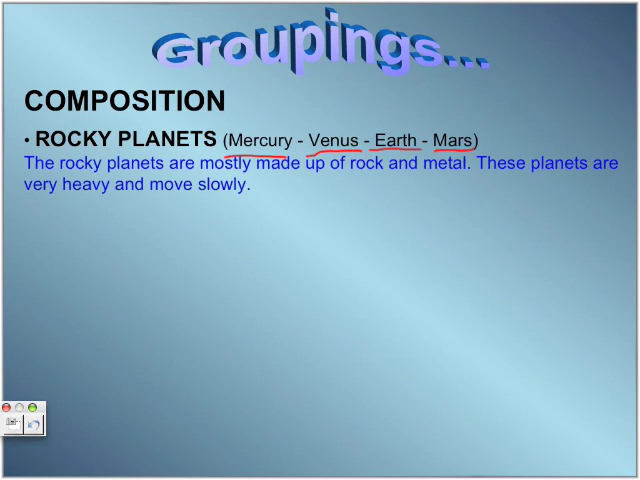 Groupings...
COMPOSITION
• ROCKY PLANETS (Mercury - Venus - Earth - Mars)
The rocky planets are mostly made up of rock and metal. These planets are
very heavy and move slowly.